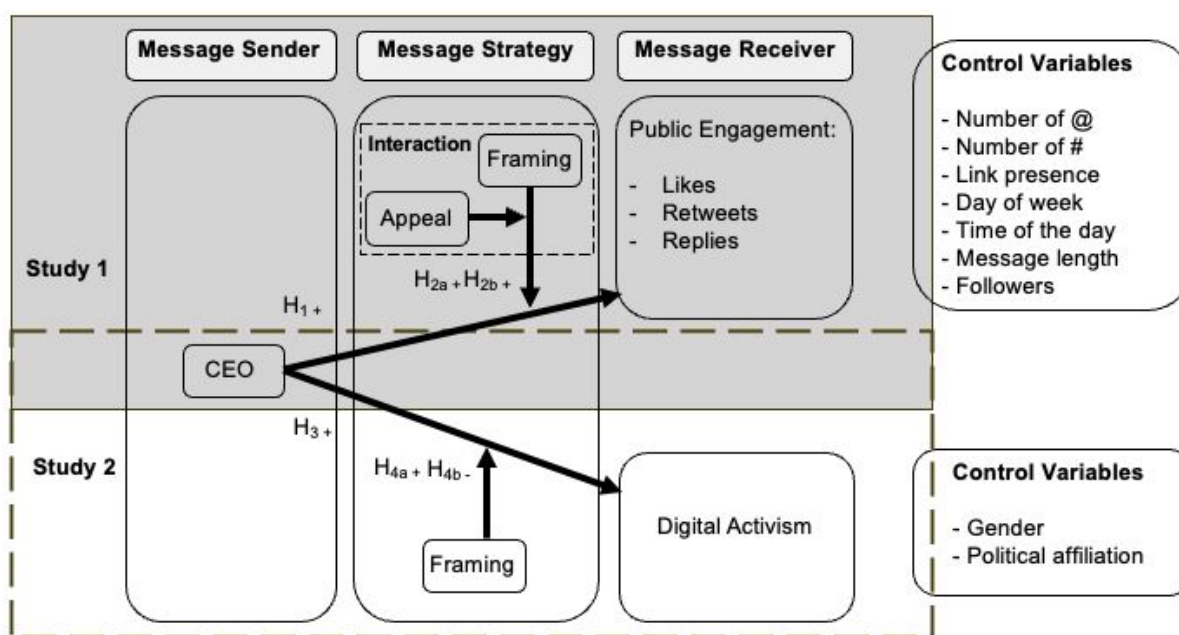 Message Sender
Message Strategy
Message Receiver
Control Variables
- Number of @
- Number of #
- Link presence
- Day of week
- Time of the day
- Message length
- Followers
Interaction
Framing
Appeal
Public Engagement:
- Likes
- Retweets
- Replies
Study 1
H2a + H2b +
H1 +
CEO
H3 +
Study 2
H4a + H4b -
Framing
Digital Activism
Control Variables
- Gender
- Political affiliation